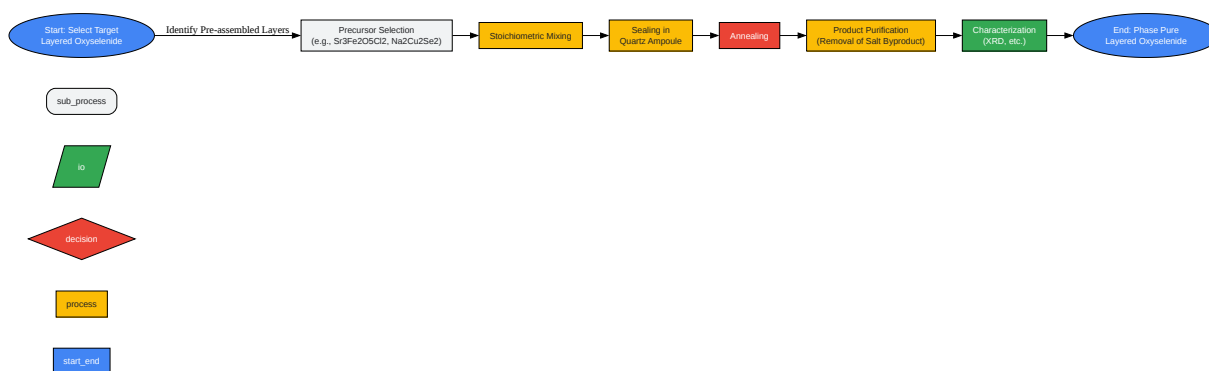 Start: Select Target
Layered Oxyselenide
Identify Pre-assembled Layers
Precursor Selection
(e.g., Sr3Fe2O5Cl2, Na2Cu2Se2)
Stoichiometric Mixing
Sealing in
Quartz Ampoule
Annealing
Product Purification
(Removal of Salt Byproduct)
Characterization
(XRD, etc.)
End: Phase Pure
Layered Oxyselenide
sub_process
io
decision
process
start_end